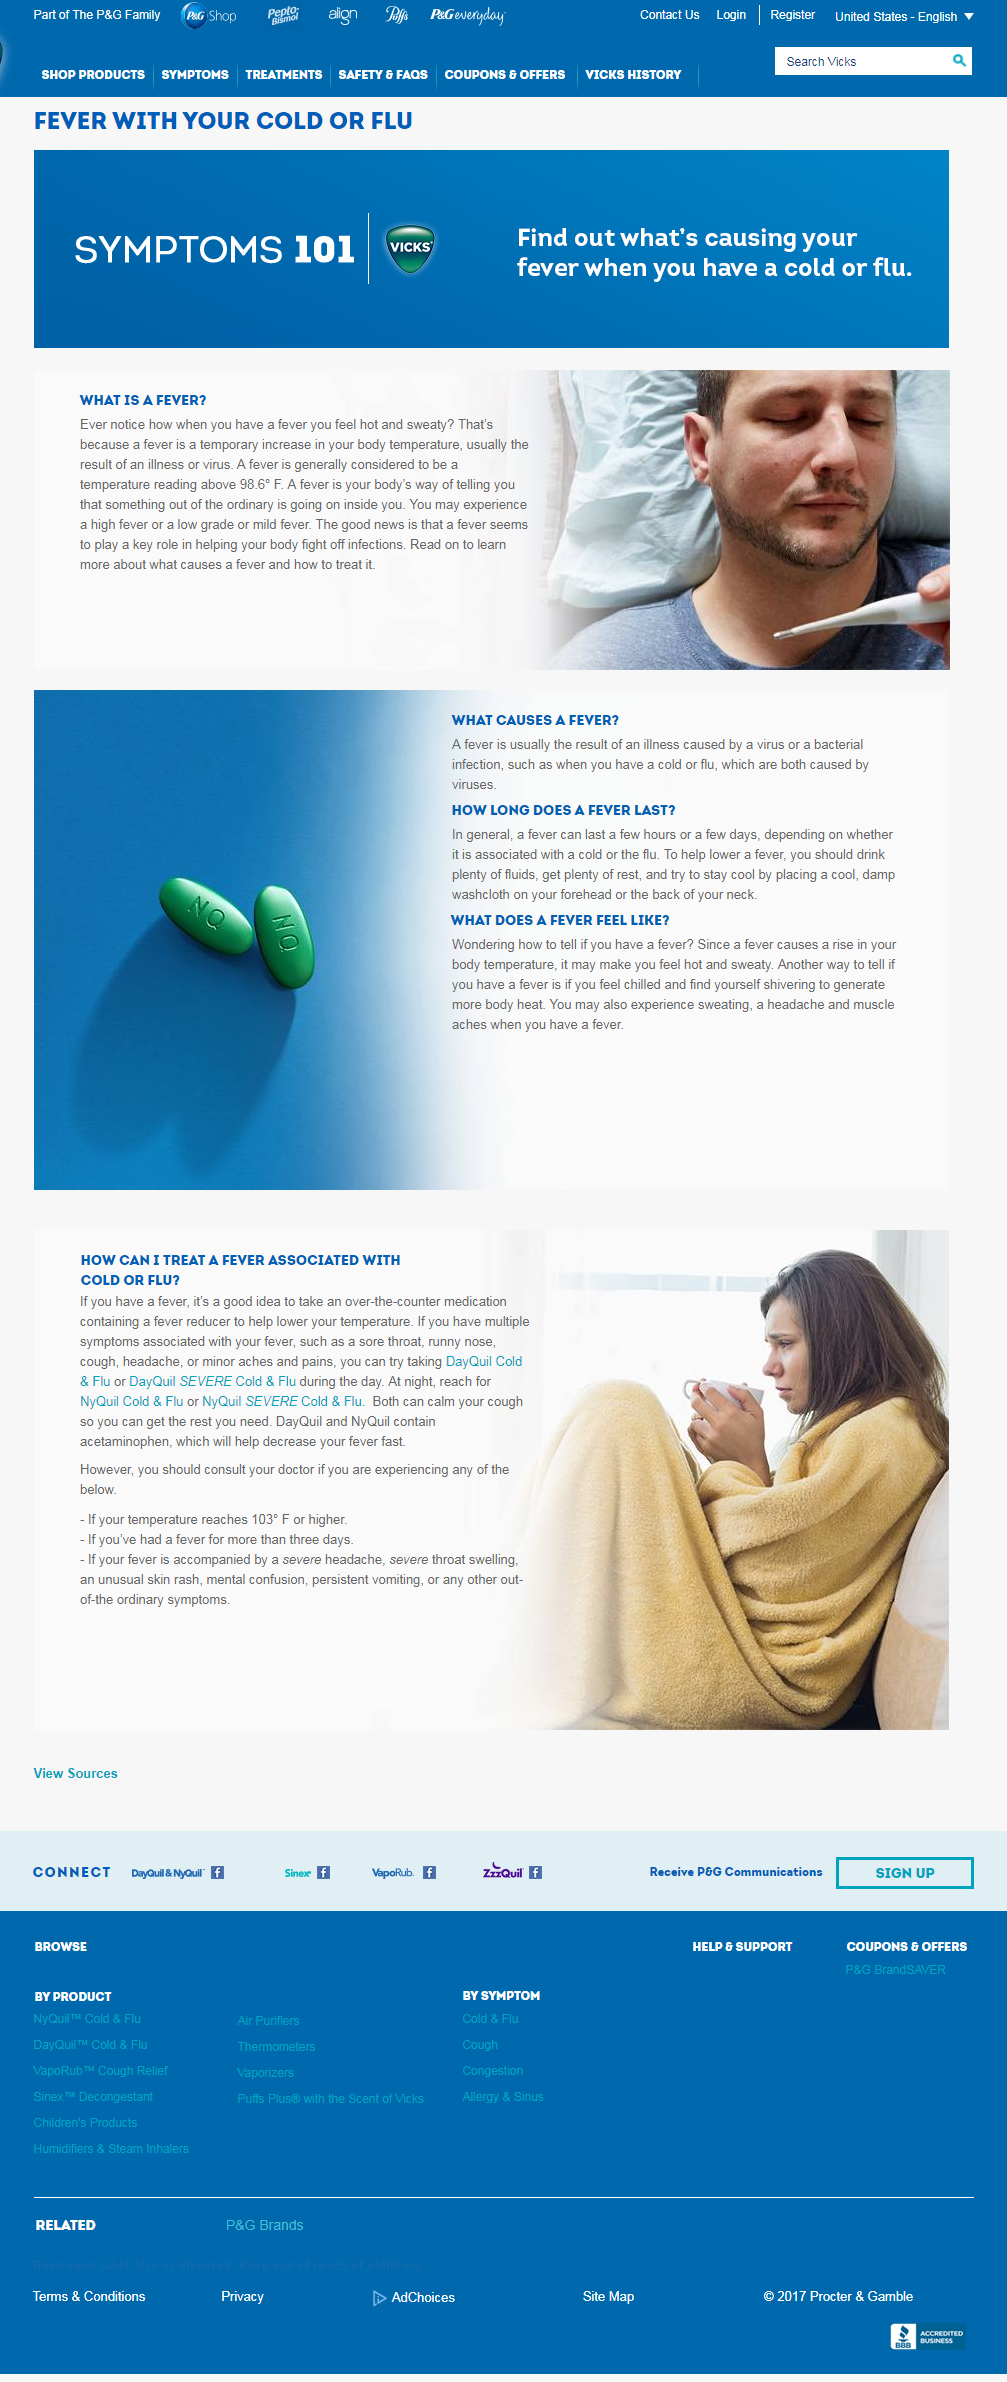 Part of The P&G Family P&G Shop Pepto Bismol align Puffs P&G everyday Contact Us Login Register United States - English
SHOP PRODUCTS SYMPTOMS TREATMENTS SAFETY & FAQS COUPONS & OFFERS VICKS HISTORY Search Vicks
FEVER WITH YOUR COLD OR FLU
SYMPTOMS 101 VICKS
Find out what's causing your
fever when you have a cold or flu.
WHAT IS A FEVER?
Ever notice how when you have a fever you feel hot and sweaty? That's
because a fever is a temporary increase in your body temperature, usually the
result of an illness or virus. A fever is generally considered to be a
temperature reading above 98.6° F. A fever is your body's way of telling you
that something out of the ordinary is going on inside you. You may experience
a high fever or a low grade or mild fever. The good news is that a fever seems
to play a key role in helping your body fight off infections. Read on to learn
more about what causes a fever and how to treat it.
NQ NQ
WHAT CAUSES A FEVER?
A fever is usually the result of an illness caused by a virus or a bacterial
infection, such as when you have a cold or flu, which are both caused by
viruses.
HOW LONG DOES A FEVER LAST?
In general, a fever can last a few hours or a few days, depending on whether
it is associated with a cold or the flu. To help lower a fever, you should drink
plenty of fluids, get plenty of rest, and try to stay cool by placing a cool, damp
washcloth on your forehead or the back of your neck.
WHAT DOES A FEVER FEEL LIKE?
Wondering how to tell if you have a fever? Since a fever causes a rise in your
body temperature, it may make you feel hot and sweaty. Another way to tell if
you have a fever is if you feel chilled and find yourself shivering to generate
more body heat. You may also experience sweating, a headache and muscle
aches when you have a fever.
HOW CAN I TREAT A FEVER ASSOCIATED WITH
COLD OR FLU?
If you have a fever, it's a good idea to take an over-the-counter medication
containing a fever reducer to help lower your temperature. If you have multiple
symptoms associated with your fever, such as a sore throat, runny nose,
cough, headache, or minor aches and pains, you can try taking DayQuil Cold
& Flu or DayQuil SEVERE Cold & Flu during the day. At night, reach for
NyQuil Cold & Flu or NyQuil SEVERE Cold & Flu. Both can calm your cough
so you can get the rest you need. DayQuil and NyQuil contain
acetaminophen, which will help decrease your fever fast.
However, you should consult your doctor if you are experiencing any of the
below.
- If your temperature reaches 103° F or higher.
- If you've had a fever for more than three days.
- If your fever is accompanied by a severe headache, severe throat swelling,
an unusual skin rash, mental confusion, persistent vomiting, or any other out-
of-the ordinary symptoms.
View Sources
CONNECT DayQuil & NyQuil Sinex VapoRub. ZzzQuil Receive P&G Communications SIGN UP
BROWSE HELP & SUPPORT COUPONS & OFFERS
P&G BrandSAVER
BY PRODUCT
NyQuil™ Cold & Flu
DayQuil™ Cold & Flu
VapoRub™ Cough Relief
Sinex™ Decongestant
Children's Products
Humidifiers & Steam Inhalers
Air Purifiers
Thermometers
Vaporizers
Puffs Plus® with the Scent of Vicks
BY SYMPTOM
Cold & Flu
Cough
Congestion
Allergy & Sinus
RELATED P&G Brands
Terms & Conditions Privacy AdChoices Site Map © 2017 Procter & Gamble
BBB ACCREDITED
BUSINESS